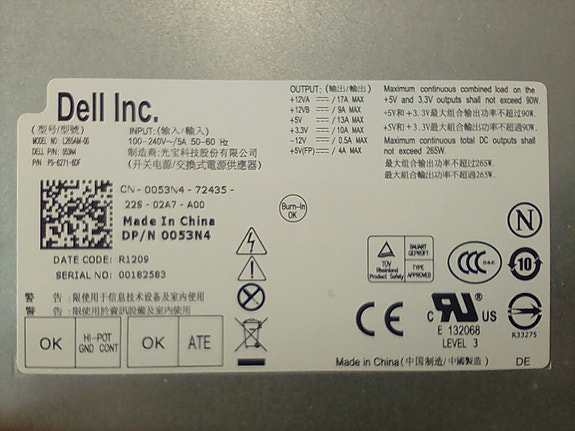 Dell Inc.
(型号/型號)
MODEL NO. L265AM-00
DELL P/N: 053N4
P/N: PS-6271-6DF
INPUT:(输入/輸入)
100-240V~/5A 50-60 Hz
制造商:光宝科技股份有限公司
(开关电源/交換式電源供應器)
OUTPUT:(输出/輸出)
+12VA ⎓/17A MAX
+12VB ⎓/9A MAX
+5V ⎓/13A MAX
+3.3V ⎓/10A MAX
-12V ⎓/0.5A MAX
+5V(FP) ⎓/4A MAX
Maximum continuous combined load on the
+5V and 3.3V outputs shall not exceed 90W.
+5V和+3.3V最大组合输出功率不超过90W.
+5V和+3.3V最大組合輸出功率不超過90W.
Maximum continuous total DC output shall
not exceed 265W.
最大组合输出功率不超过265W.
最大組合輸出功率不超過265W.
CN-0053N4-72435-
22S-02A7-A00
Made In China
DP/N 0053N4
Burn-In
OK
DATE CODE: R1209
SERIAL NO: 00182583
警 告:限使用于信息技术设备及室内使用
警 告:限使用於資訊設備及室內使用
OK
HI-POT
GND CONT
OK
ATE
TÜV
Rheinland
Product Safety
BAUART
GEPRÜFT
TYPE
APPROVED
CCC
S&E
10
N
CE
C RU US
E 132068
LEVEL 3
R33275
Made in China(中国制造/中國製造)
DE